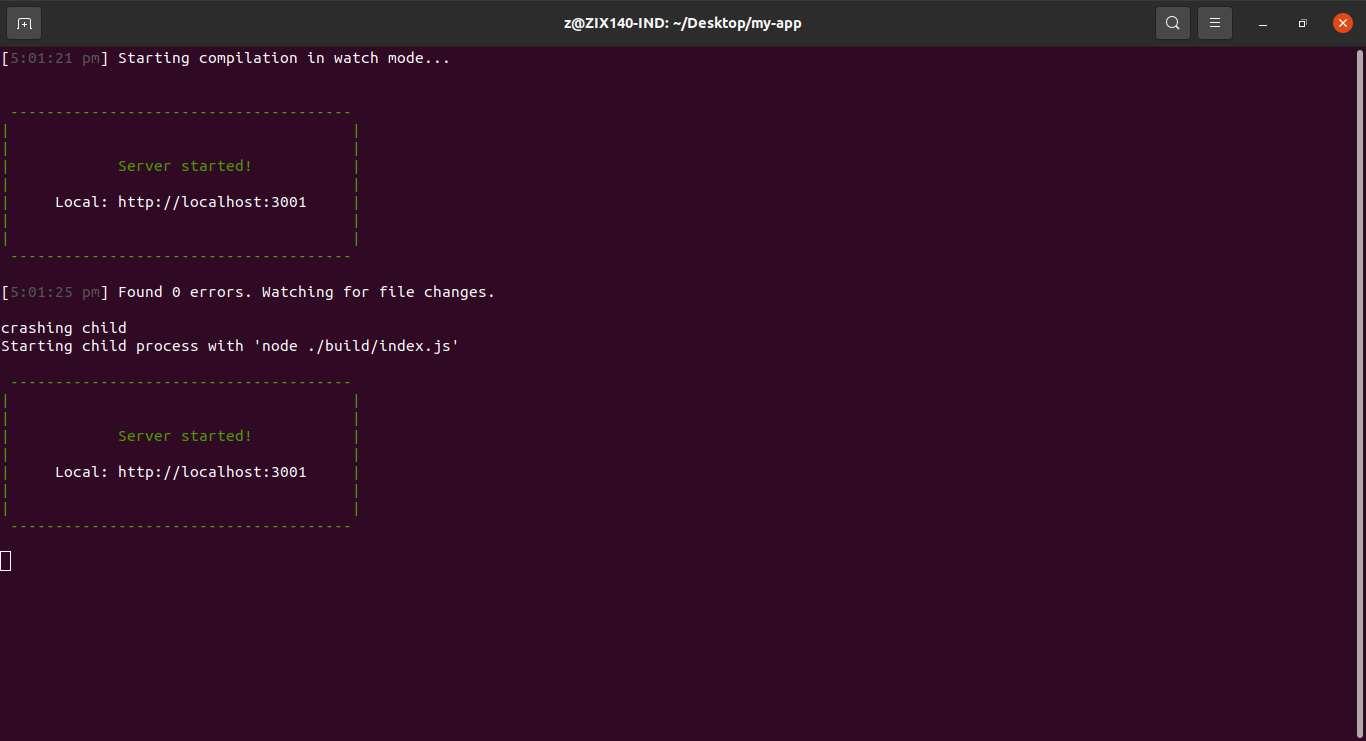 z@ZIX140-IND: ~/Desktop/my-app
[5:01:21 pm] Starting compilation in watch mode...
---------------------------------------
Server started!
Local: http://localhost:3001
---------------------------------------
[5:01:25 pm] Found 0 errors. Watching for file changes.
crashing child
Starting child process with 'node ./build/index.js'
---------------------------------------
Server started!
Local: http://localhost:3001
---------------------------------------